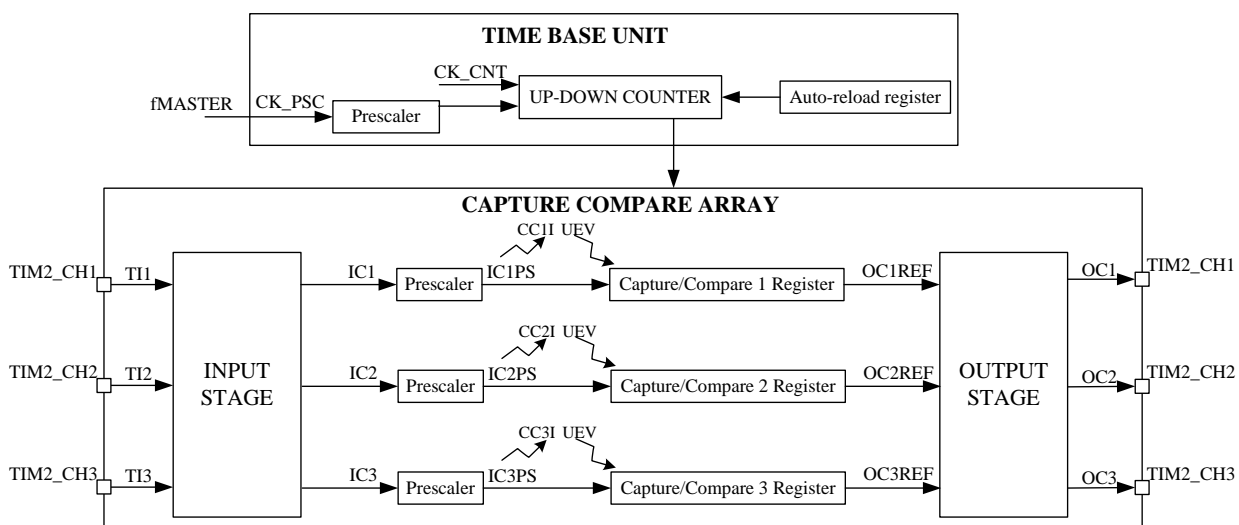 TIME BASE UNIT
CK_CNT
fMASTER CK_PSC
Prescaler
UP-DOWN COUNTER
Auto-reload register
CAPTURE COMPARE ARRAY
CC1I UEV
TIM2_CH1 TI1 IC1 Prescaler IC1PS Capture/Compare 1 Register OC1REF OC1 TIM2_CH1
CC2I UEV
TIM2_CH2 TI2 INPUT STAGE IC2 Prescaler IC2PS Capture/Compare 2 Register OC2REF OUTPUT STAGE OC2 TIM2_CH2
CC3I UEV
TIM2_CH3 TI3 IC3 Prescaler IC3PS Capture/Compare 3 Register OC3REF OC3 TIM2_CH3